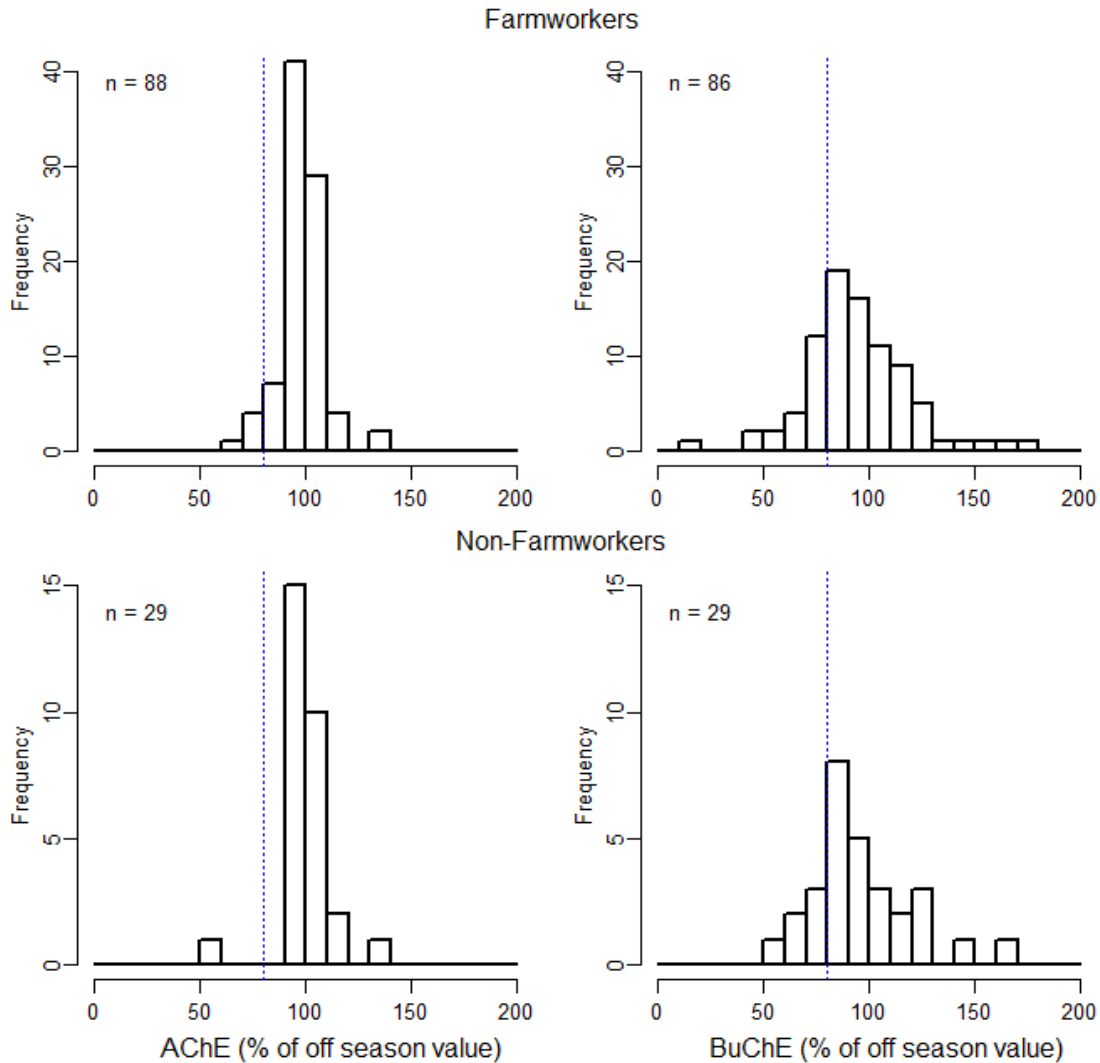 Farmworkers
n = 88
Frequency
0
10
20
30
40
0 50 100 150 200
n = 86
Frequency
0
10
20
30
40
0 50 100 150 200
Non-Farmworkers
n = 29
Frequency
0
5
10
15
0 50 100 150 200
AChE (% of off season value)
n = 29
Frequency
0
5
10
15
0 50 100 150 200
BuChE (% of off season value)